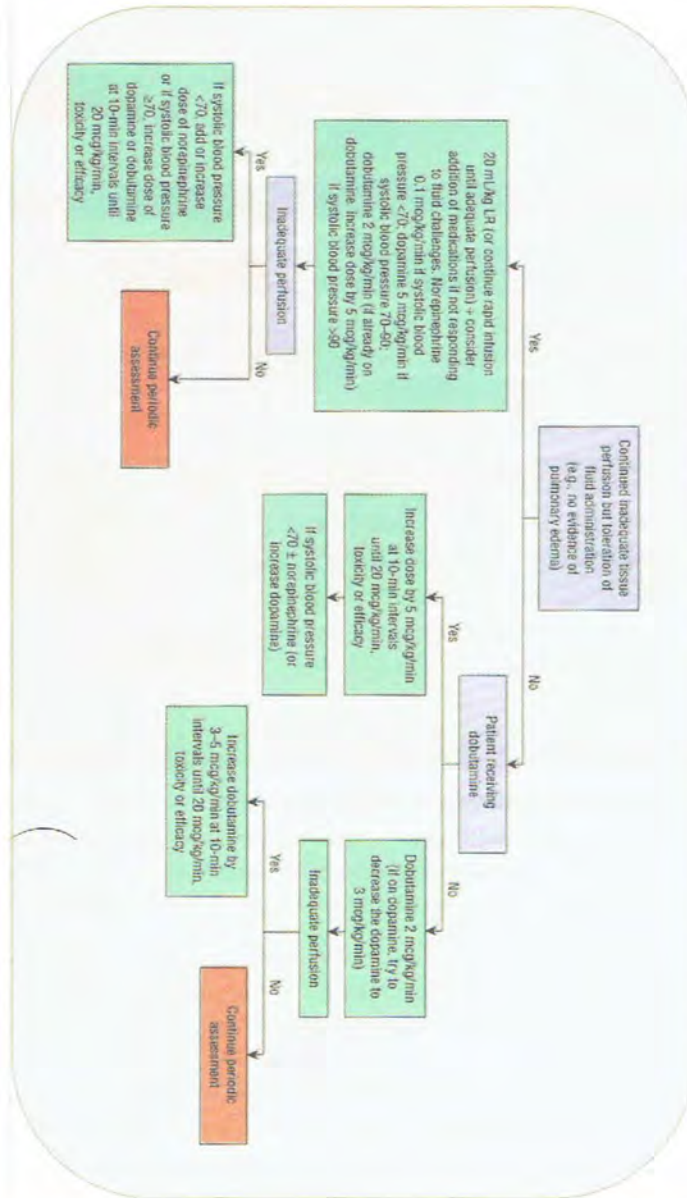 Continued inadequate tissue
perfusion but toleration of
fluid administration
(e.g., no evidence of
pulmonary edema)
Yes
No
20 mL/kg LR (or continue rapid infusion
until adequate perfusion) + consider
addition of medications if not responding
to fluid challenges. Norepinephrine
0.1 mcg/kg/min if systolic blood
pressure <70; dopamine 5 mcg/kg/min if
systolic blood pressure 70–90;
dobutamine 2 mcg/kg/min (if already on
dobutamine increase dose by 5 mcg/kg/min)
if systolic blood pressure >90
Inadequate perfusion
Yes
No
If systolic blood pressure
<70, add or increase
dose of norepinephrine
or if systolic blood pressure
≥70, increase dose of
dopamine or dobutamine
at 10-min intervals until
20 mcg/kg/min,
toxicity or efficacy
Continue periodic
assessment
Patient receiving
dobutamine
Yes
No
Increase dose by 5 mcg/kg/min
at 10-min intervals
until 20 mcg/kg/min,
toxicity or efficacy
If systolic blood pressure
<70 ± norepinephrine (or
increase dopamine)
Dobutamine 2 mcg/kg/min
(if on dopamine, try to
decrease the dopamine to
3 mcg/kg/min)
Inadequate perfusion
Yes
No
Increase dobutamine by
3–5 mcg/kg/min at 10-min
intervals until 20 mcg/kg/min,
toxicity or efficacy
Continue periodic
assessment